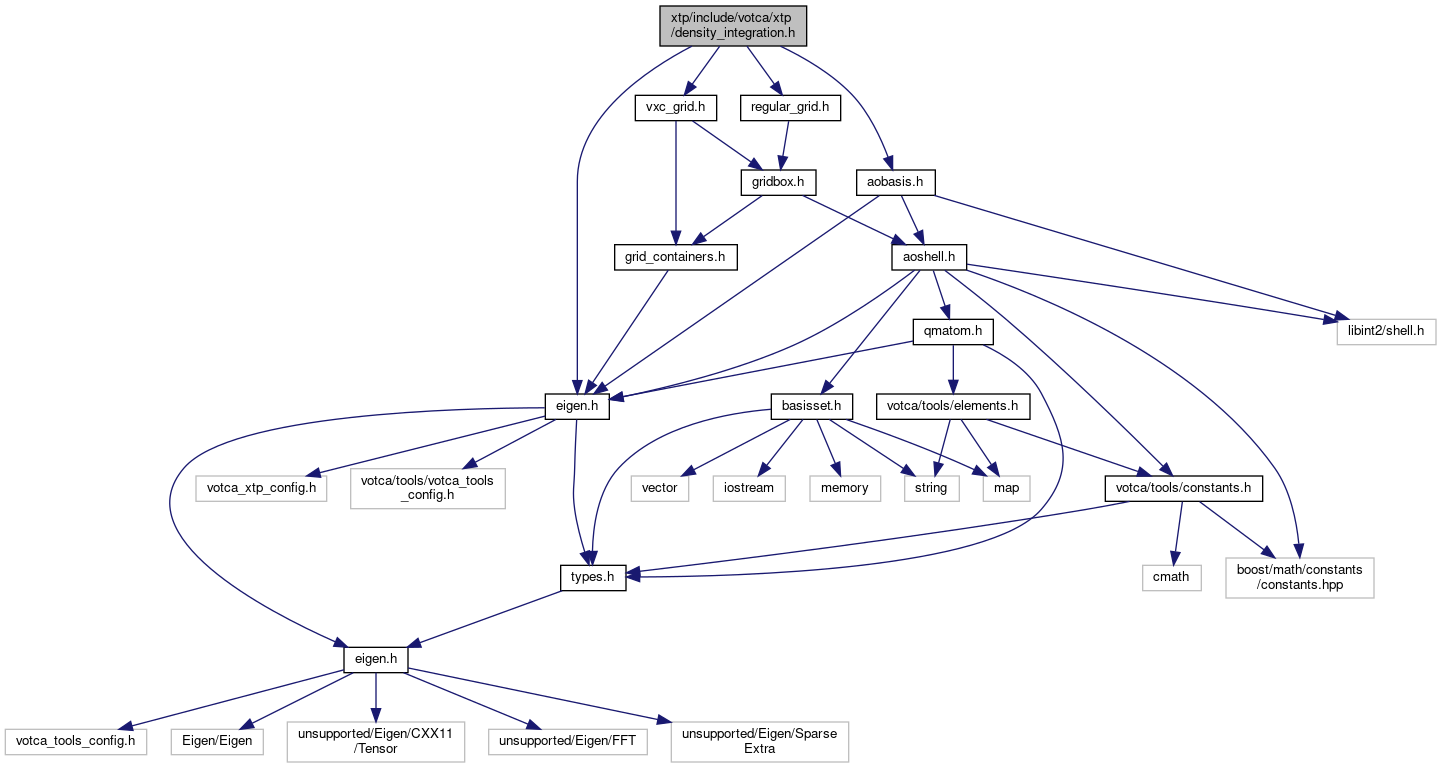 xtp/include/votca/xtp
/density_integration.h
vxc_grid.h
regular_grid.h
gridbox.h
aobasis.h
grid_containers.h
aoshell.h
qmatom.h
libint2/shell.h
eigen.h
basisset.h
votca/tools/elements.h
votca_xtp_config.h
votca/tools/votca_tools
_config.h
vector
iostream
memory
string
map
votca/tools/constants.h
types.h
cmath
boost/math/constants
/constants.hpp
eigen.h
votca_tools_config.h
Eigen/Eigen
unsupported/Eigen/CXX11
/Tensor
unsupported/Eigen/FFT
unsupported/Eigen/Sparse
Extra